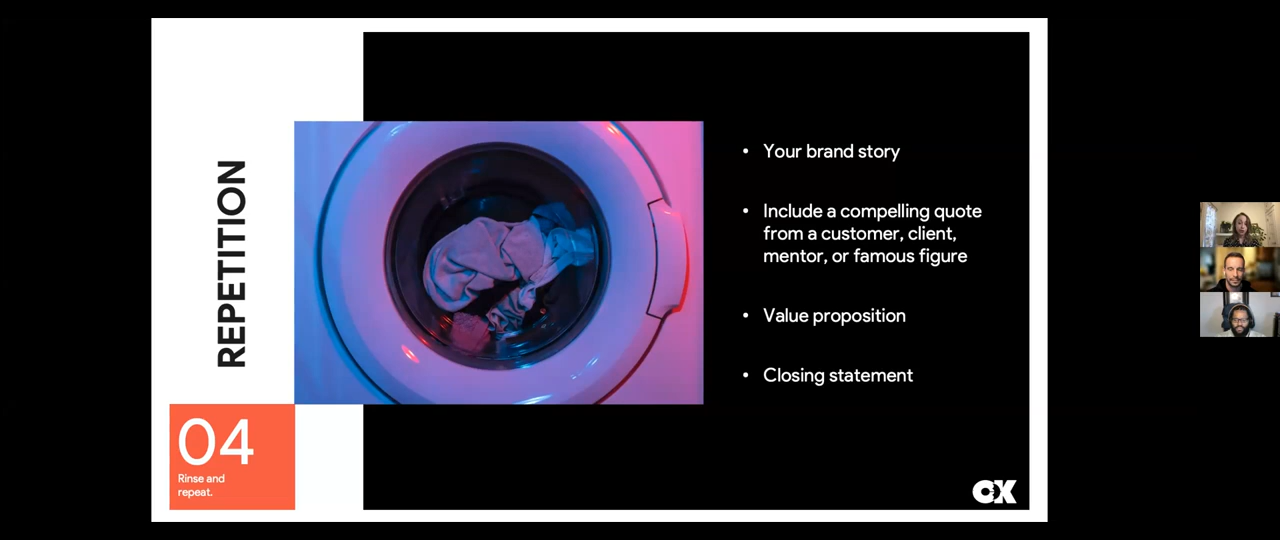 REPETITION
04
Rinse and
repeat.
• Your brand story
• Include a compelling quote
from a customer, client,
mentor, or famous figure
• Value proposition
• Closing statement
OX